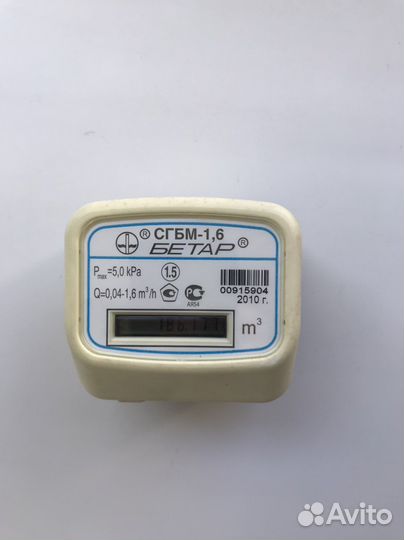 ® СГБМ-1,6
БЕТАР ®
Pmax=5,0 kPa
1.5
00915904
2010 г.
Q=0,04-1,6 m³/h
АЯ54
m³
Avito